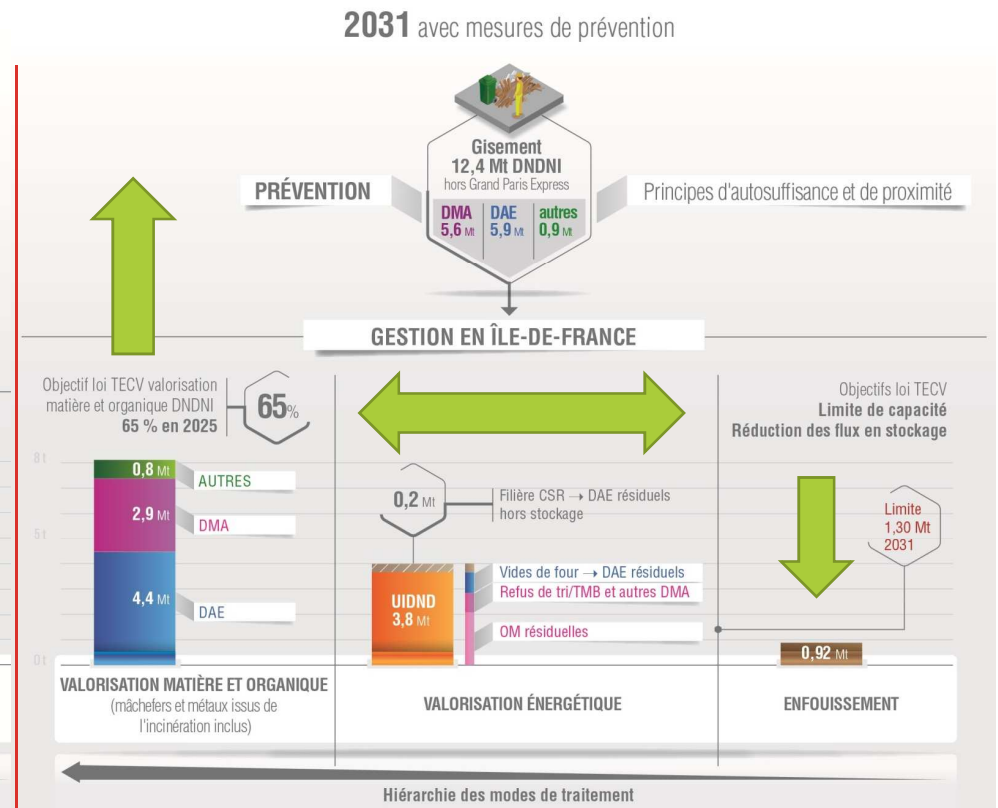 2031 avec mesures de prévention
Gisement
12,4 Mt DNDNI
hors Grand Paris Express
PRÉVENTION
Principes d'autosuffisance et de proximité
DMA
5,6 Mt
DAE
5,9 Mt
autres
0,9 Mt
GESTION EN ÎLE-DE-FRANCE
Objectif loi TECV valorisation
matière et organique DNDNI
65 % en 2025
65%
Objectifs loi TECV
Limite de capacité
Réduction des flux en stockage
8 t
5 t
0 t
0,8 Mt
AUTRES
2,9 Mt
DMA
4,4 Mt
DAE
0,2 Mt
Filière CSR → DAE résiduels
hors stockage
UIDND
3,8 Mt
Vides de four → DAE résiduels
Refus de tri/TMB et autres DMA
OM résiduelles
Limite
1,30 Mt
2031
0,92 Mt
VALORISATION MATIÈRE ET ORGANIQUE
(mâchefers et métaux issus de
l'incinération inclus)
VALORISATION ÉNERGÉTIQUE
ENFOUISSEMENT
Hiérarchie des modes de traitement